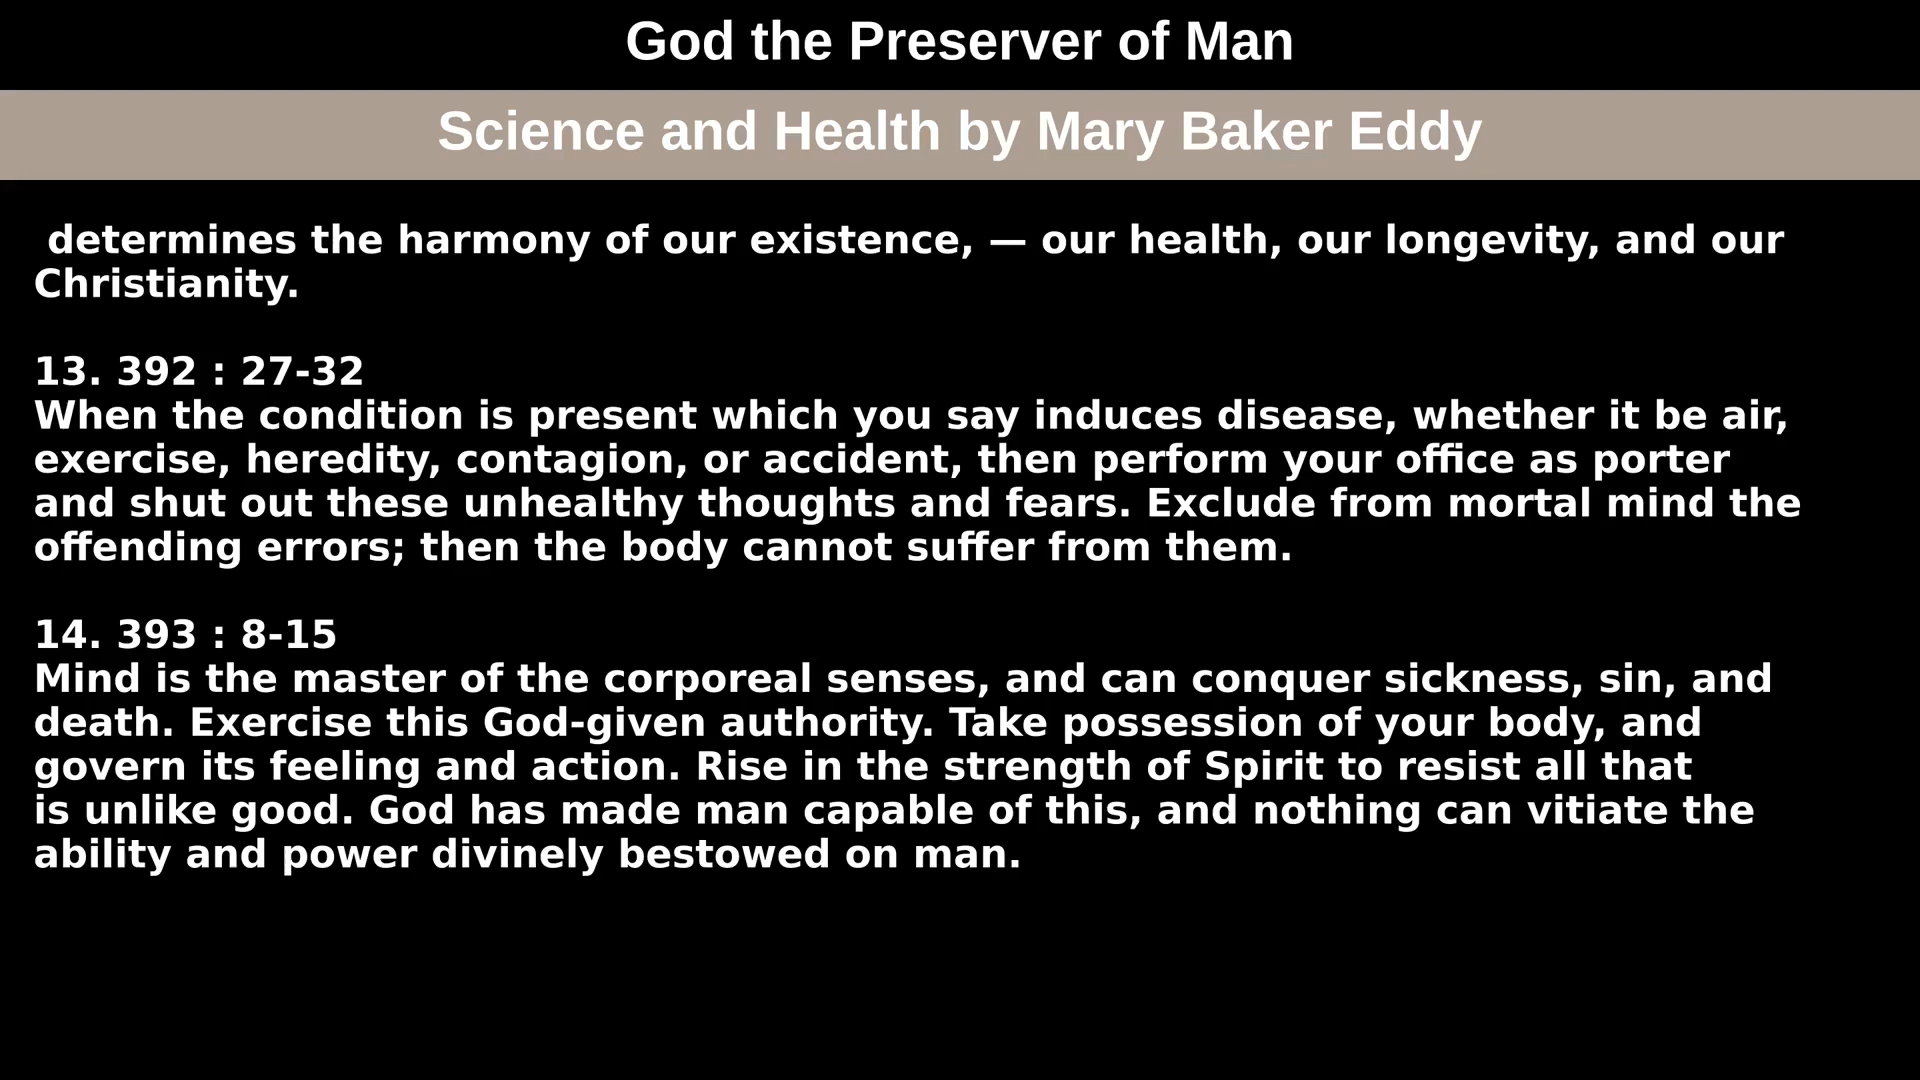 God the Preserver of Man
Science and Health by Mary Baker Eddy
determines the harmony of our existence, — our health, our longevity, and our
Christianity.
13. 392 : 27-32
When the condition is present which you say induces disease, whether it be air,
exercise, heredity, contagion, or accident, then perform your office as porter
and shut out these unhealthy thoughts and fears. Exclude from mortal mind the
offending errors; then the body cannot suffer from them.
14. 393 : 8-15
Mind is the master of the corporeal senses, and can conquer sickness, sin, and
death. Exercise this God-given authority. Take possession of your body, and
govern its feeling and action. Rise in the strength of Spirit to resist all that
is unlike good. God has made man capable of this, and nothing can vitiate the
ability and power divinely bestowed on man.